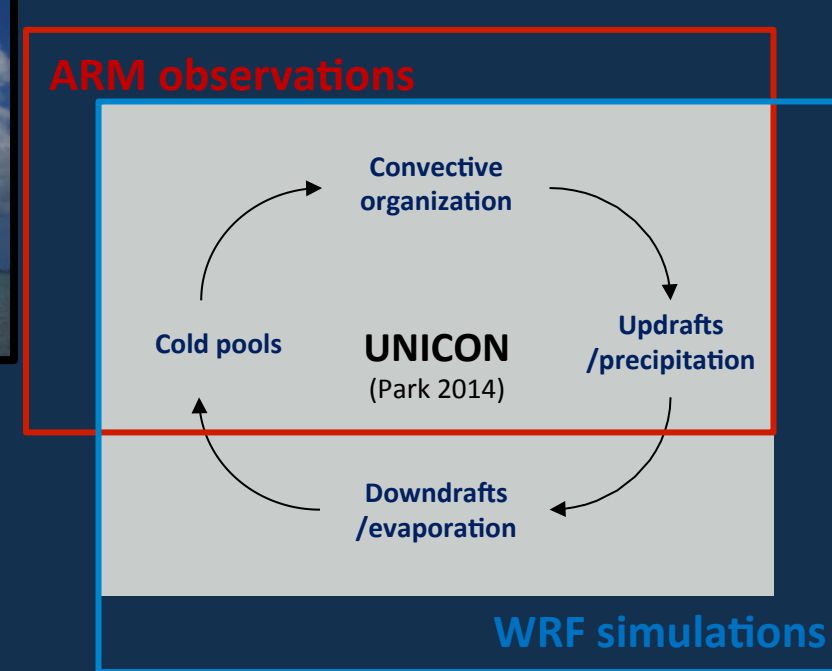 ARM observations
Convective
organization
Cold pools
UNICON
(Park 2014)
Updrafts
/precipitation
Downdrafts
/evaporation
WRF simulations